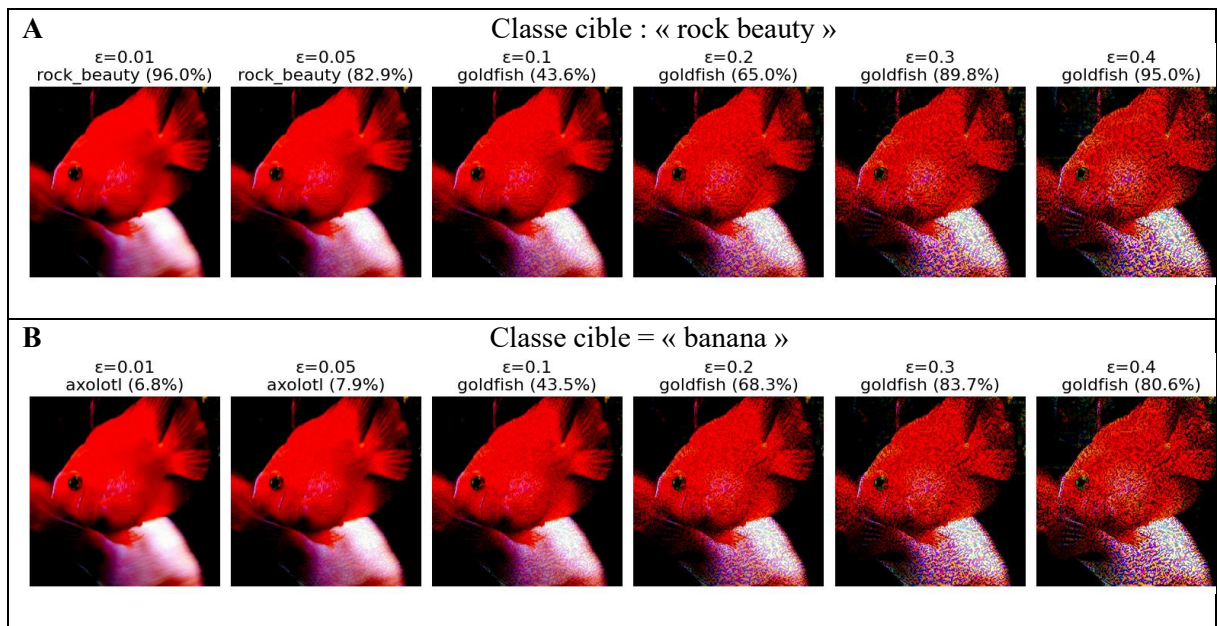 A Classe cible : « rock beauty »
ε=0.01 ε=0.05 ε=0.1 ε=0.2 ε=0.3 ε=0.4
rock_beauty (96.0%) rock_beauty (82.9%) goldfish (43.6%) goldfish (65.0%) goldfish (89.8%) goldfish (95.0%)
B Classe cible = « banana »
ε=0.01 ε=0.05 ε=0.1 ε=0.2 ε=0.3 ε=0.4
axolotl (6.8%) axolotl (7.9%) goldfish (43.5%) goldfish (68.3%) goldfish (83.7%) goldfish (80.6%)